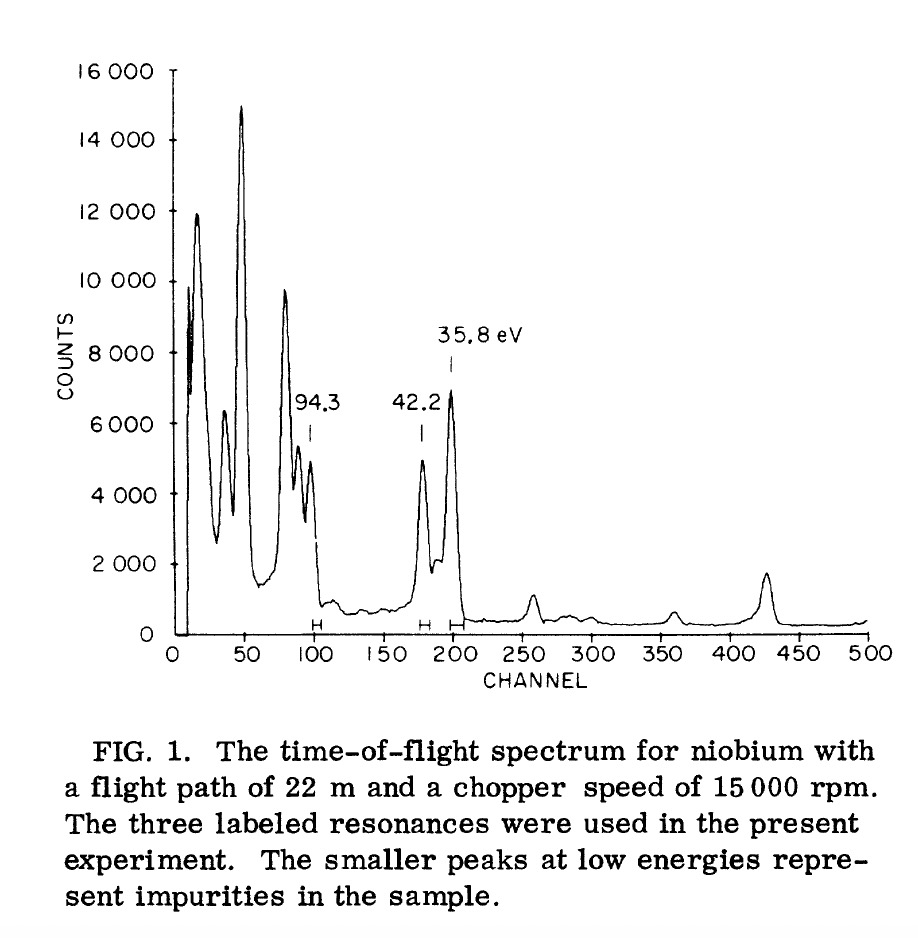 16 000
14 000
12 000
10 000
8 000
6 000
4 000
2 000
0
COUNTS
35.8 eV
94.3
42.2
0 50 100 150 200 250 300 350 400 450 500
CHANNEL
FIG. 1. The time-of-flight spectrum for niobium with
a flight path of 22 m and a chopper speed of 15 000 rpm.
The three labeled resonances were used in the present
experiment. The smaller peaks at low energies repre-
sent impurities in the sample.